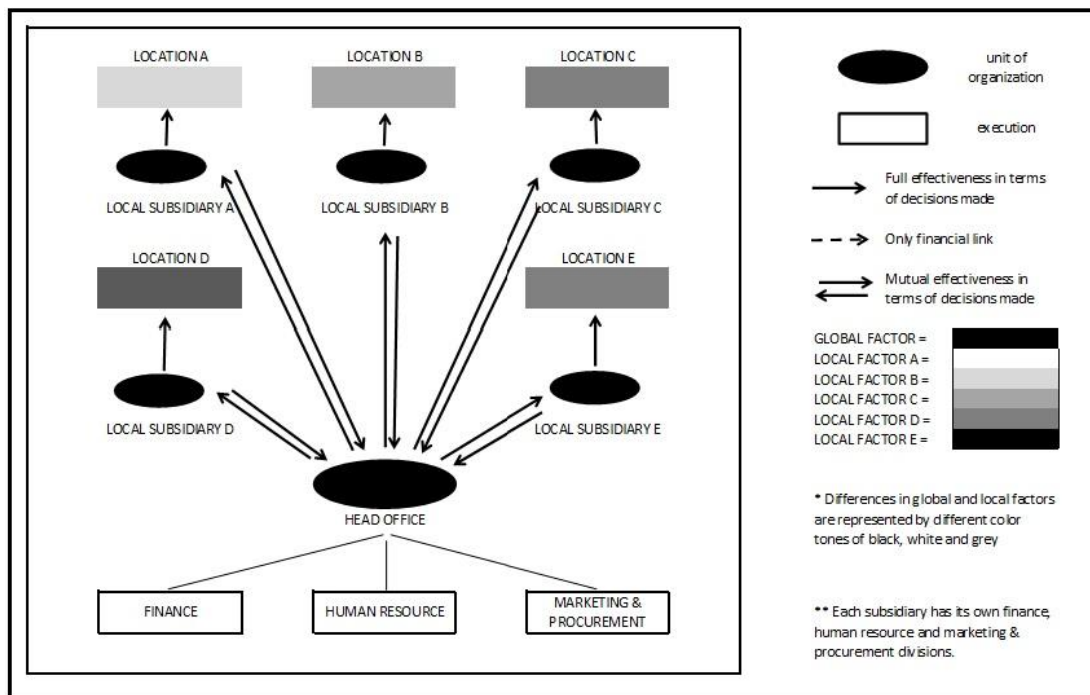 LOCATION A
LOCATION B
LOCATION C
LOCAL SUBSIDIARY A
LOCAL SUBSIDIARY B
LOCAL SUBSIDIARY C
LOCATION D
LOCATION E
LOCAL SUBSIDIARY D
LOCAL SUBSIDIARY E
HEAD OFFICE
FINANCE
HUMAN RESOURCE
MARKETING &
PROCUREMENT
unit of
organization
execution
Full effectiveness in terms
of decisions made
Only financial link
Mutual effectiveness in
terms of decisions made
GLOBAL FACTOR =
LOCAL FACTOR A =
LOCAL FACTOR B =
LOCAL FACTOR C =
LOCAL FACTOR D =
LOCAL FACTOR E =
* Differences in global and local factors
are represented by different color
tones of black, white and grey
** Each subsidiary has its own finance,
human resource and marketing &
procurement divisions.